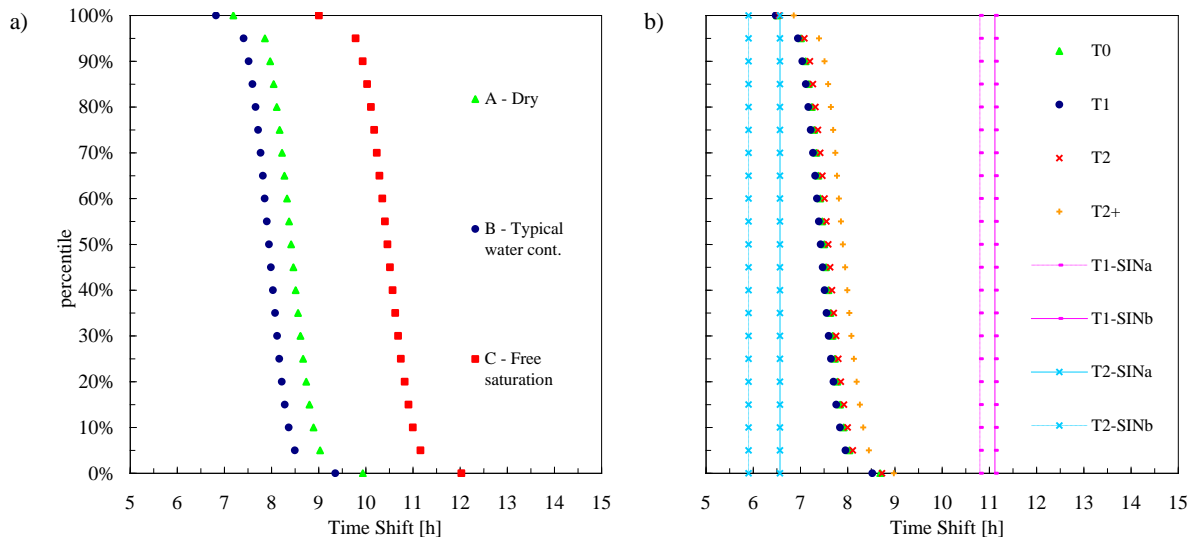 a)
100%
90%
80%
70%
60%
50%
40%
30%
20%
10%
0%
percentile
A - Dry
B - Typical
water cont.
C - Free
saturation
5 6 7 8 9 10 11 12 13 14 15
Time Shift [h]
b)
T0
T1
T2
T2+
T1-SINa
T1-SINb
T2-SINa
T2-SINb
5 6 7 8 9 10 11 12 13 14 15
Time Shift [h]